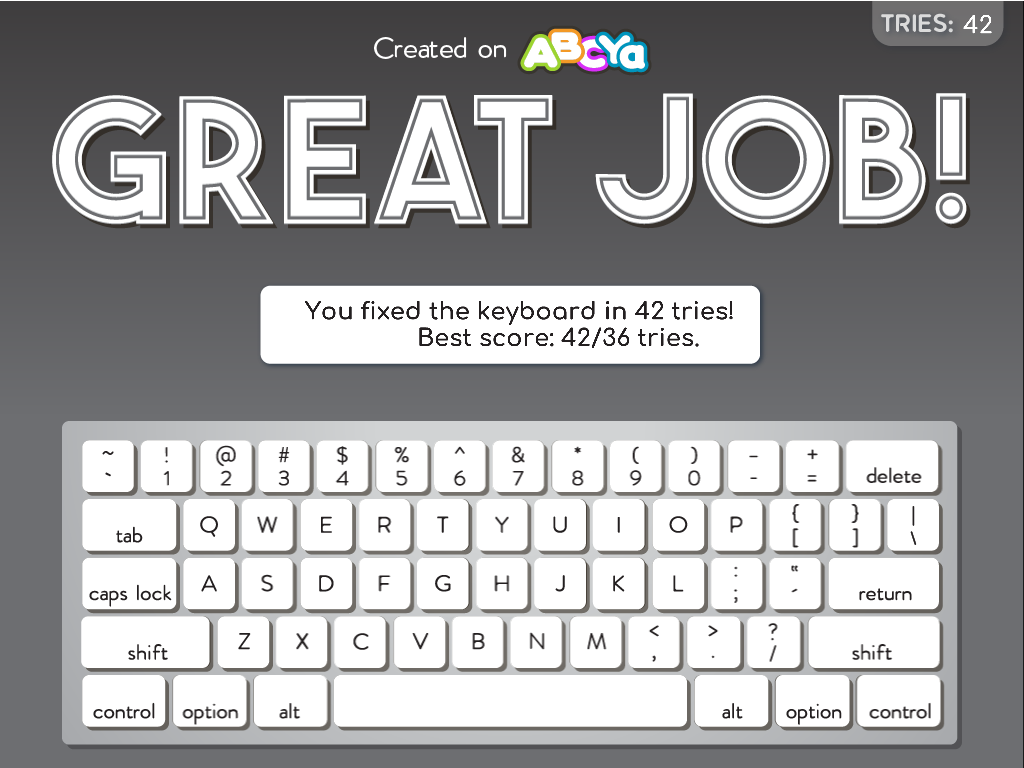 TRIES: 42
Created on ABCYa
GREAT JOB!
You fixed the keyboard in 42 tries!
Best score: 42/36 tries.
~ ! @ # $ % ^ & * ( ) – +
` 1 2 3 4 5 6 7 8 9 0 - = delete
tab Q W E R T Y U I O P { [ } ] | \
caps lock A S D F G H J K L : ; “ ´ return
shift Z X C V B N M < , > . ? / shift
control option alt alt option control